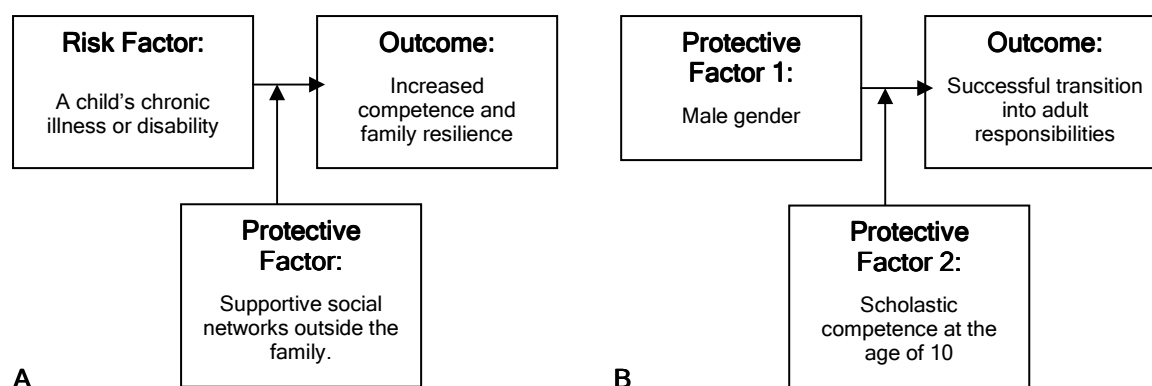 Risk Factor:
A child's chronic
illness or disability
Outcome:
Increased
competence and
family resilience
Protective
Factor:
Supportive social
networks outside the
family.
A
Protective
Factor 1:
Male gender
Outcome:
Successful transition
into adult
responsibilities
Protective
Factor 2:
Scholastic
competence at the
age of 10
B